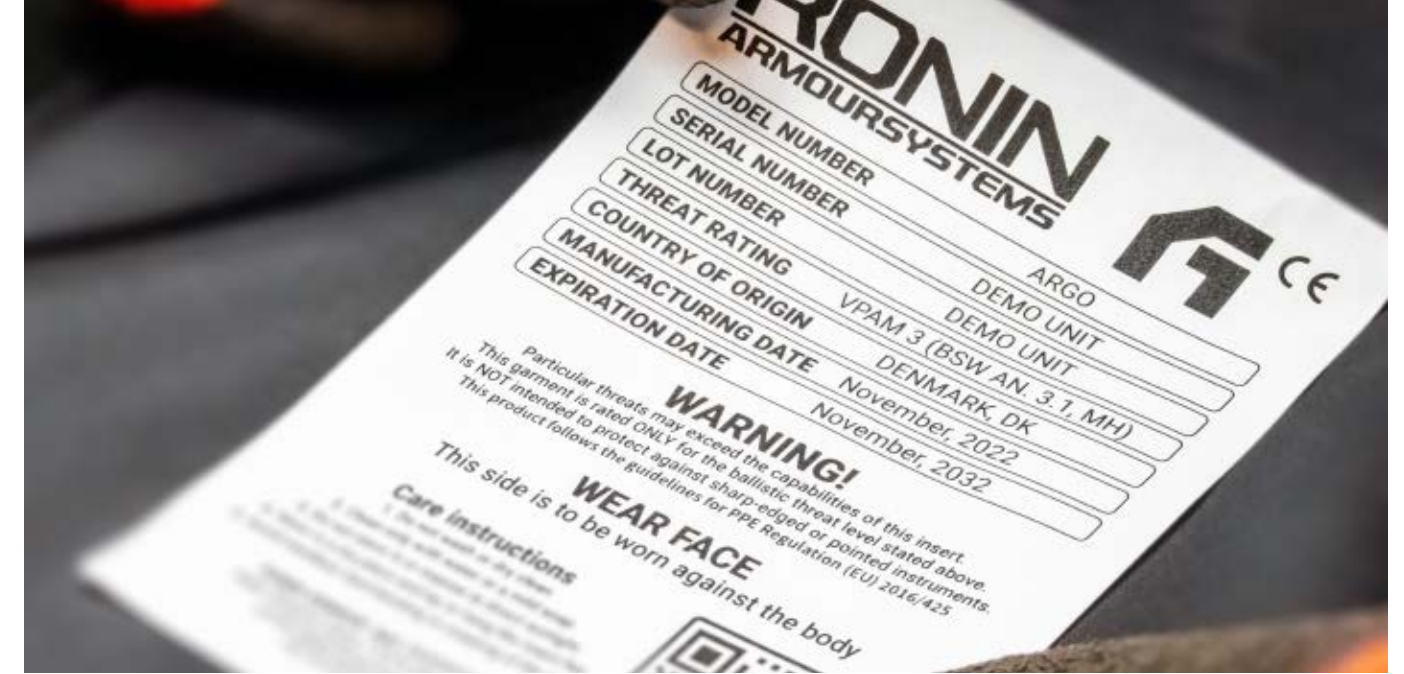 RONIN
ARMOURSYSTEMS
CE
MODEL NUMBER ARGO
SERIAL NUMBER DEMO UNIT
LOT NUMBER DEMO UNIT
THREAT RATING VPAM 3 (BSW AN. 3.1, MH)
COUNTRY OF ORIGIN DENMARK, DK
MANUFACTURING DATE November, 2022
EXPIRATION DATE November, 2032
WARNING!
Particular threats may exceed the capabilities of this insert.
This garment is rated ONLY for the ballistic threat level stated above.
It is NOT intended to protect against sharp-edged or pointed instruments.
This product follows the guidelines for PPE Regulation (EU) 2016/425
WEAR FACE
This side is to be worn against the body
Care instructions